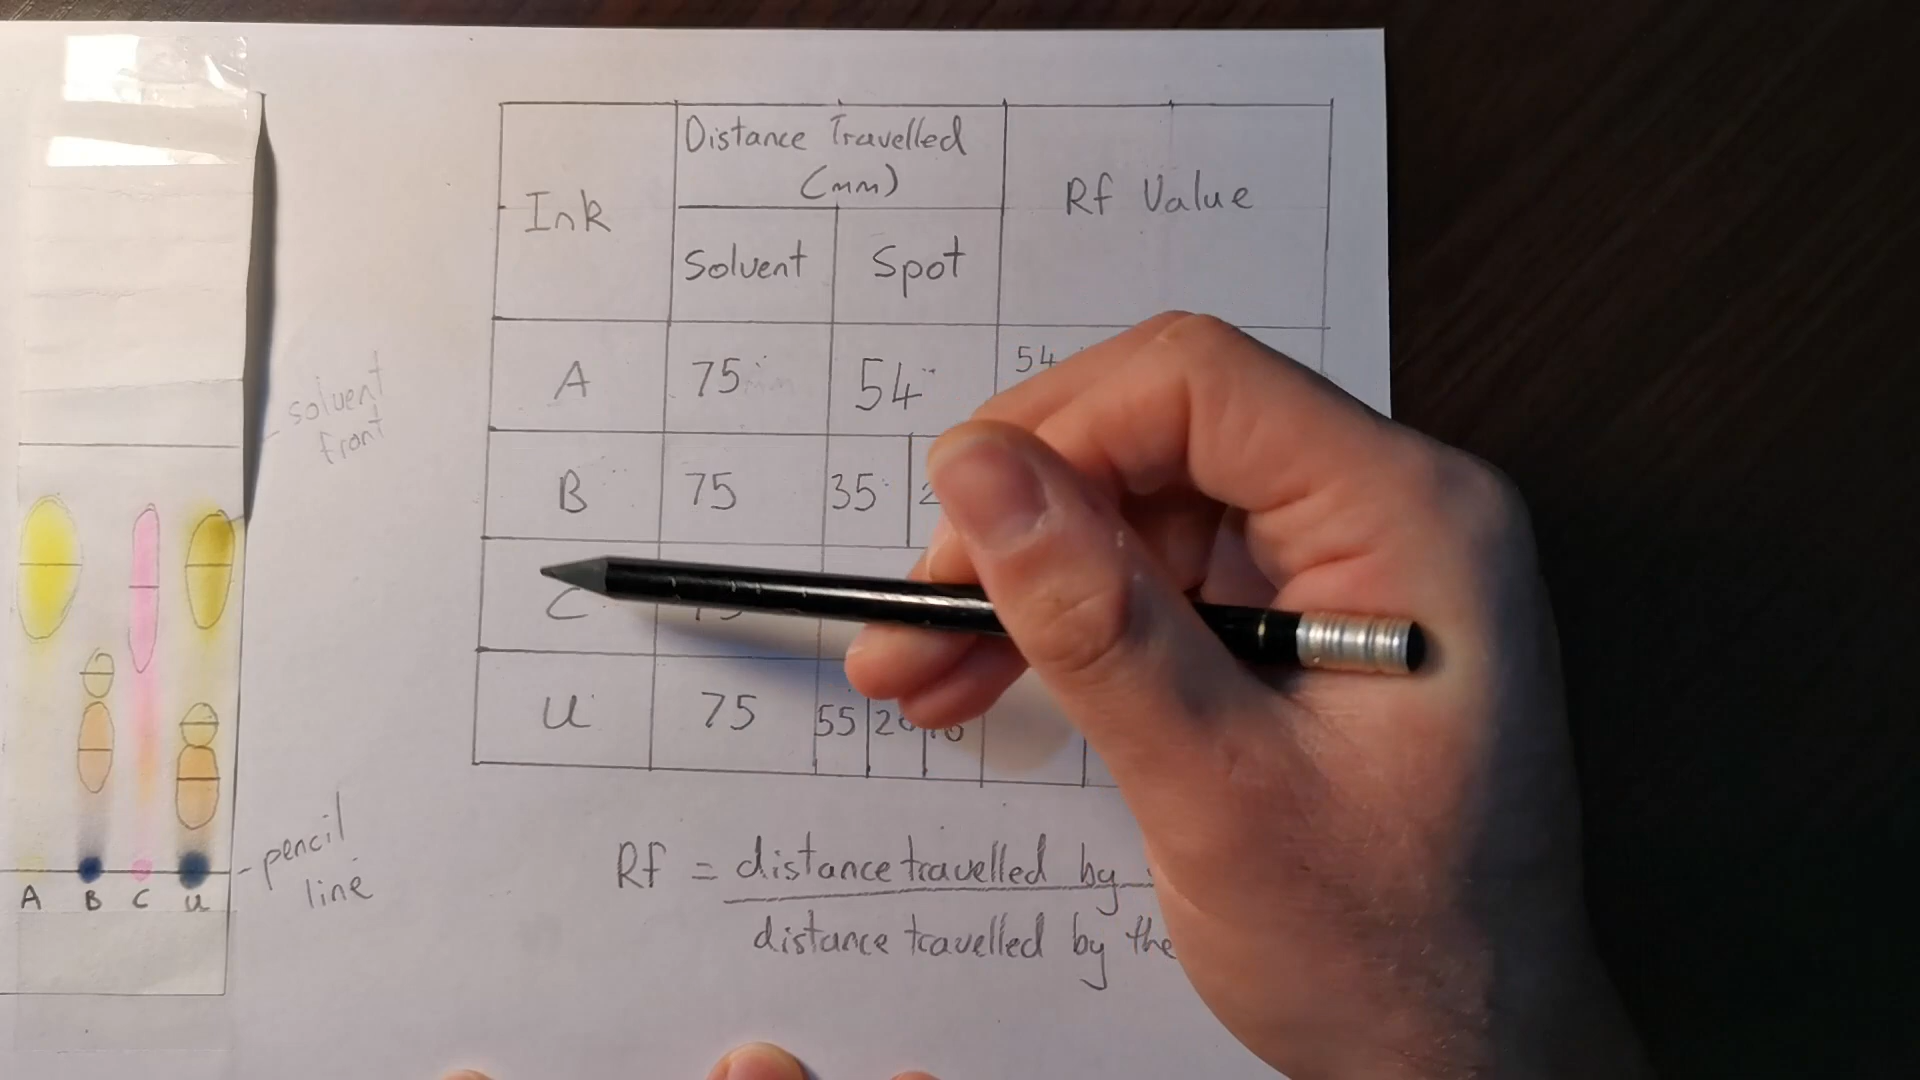 Distance Travelled
(mm)
Ink
Rf Value
Solvent
Spot
A
75
54
54
B
75
35
C
75
U
75
55
solvent
front
pencil
line
A B C U
Rf = distance travelled by
distance travelled by the